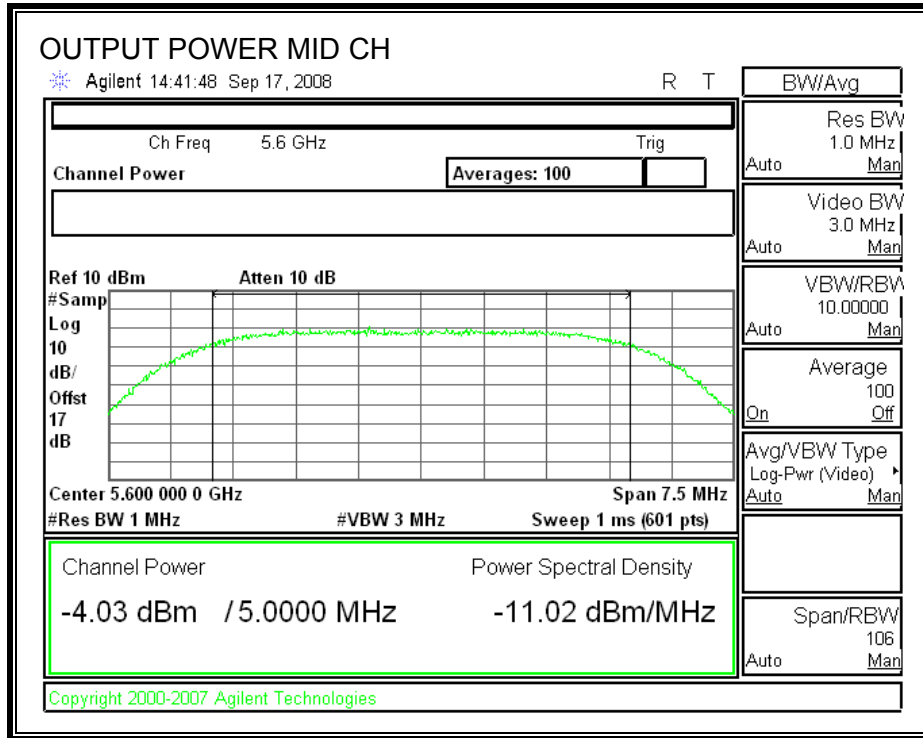 OUTPUT POWER MID CH
Agilent 14:41:48 Sep 17, 2008 R T
Ch Freq 5.6 GHz Trig
Channel Power Averages: 100
Ref 10 dBm Atten 10 dB
#Samp
Log
10
dB/
Offst
17
dB
Center 5.600 000 0 GHz Span 7.5 MHz
#Res BW 1 MHz #VBW 3 MHz Sweep 1 ms (601 pts)
Channel Power Power Spectral Density
-4.03 dBm /5.0000 MHz -11.02 dBm/MHz
Copyright 2000-2007 Agilent Technologies
BW/Avg
Res BW
1.0 MHz
Auto Man
Video BW
3.0 MHz
Auto Man
VBW/RBW
10.00000
Auto Man
Average
100
On Off
Avg/VBW Type
Log-Pwr (Video)
Auto Man
Span/RBW
106
Auto Man